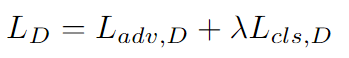 L_D = L_{adv,D} + λL_{cls,D}